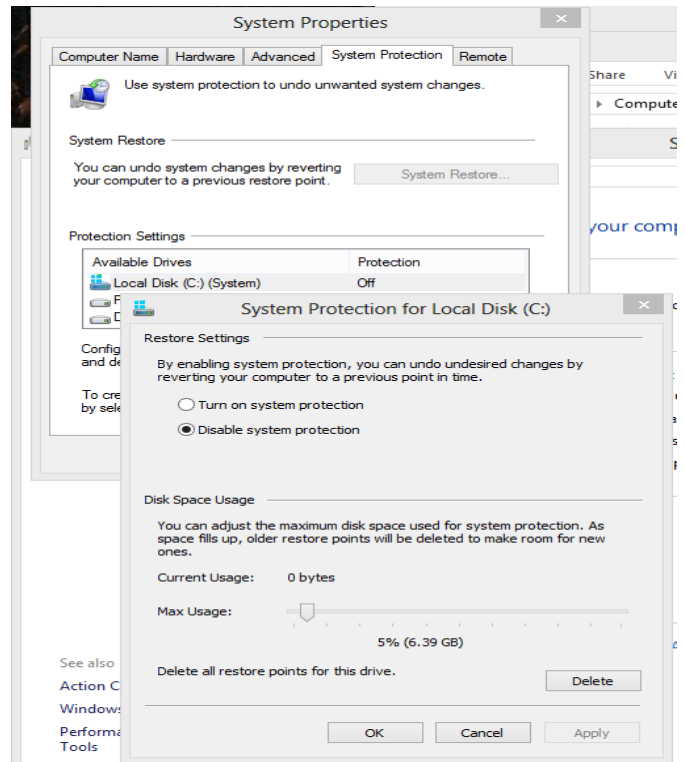 System Properties
Computer Name Hardware Advanced System Protection Remote
Use system protection to undo unwanted system changes.
System Restore
You can undo system changes by reverting
your computer to a previous restore point.
System Restore...
Protection Settings
Available Drives Protection
Local Disk (C:) (System) Off
System Protection for Local Disk (C:)
Restore Settings
By enabling system protection, you can undo undesired changes by
reverting your computer to a previous point in time.
Turn on system protection
Disable system protection
Disk Space Usage
You can adjust the maximum disk space used for system protection. As
space fills up, older restore points will be deleted to make room for new
ones.
Current Usage: 0 bytes
Max Usage:
5% (6.39 GB)
Delete all restore points for this drive.
Delete
OK Cancel Apply
Config
and de
To cre
by sele
Share Vi
Compute
your comp
See also
Action C
Windows
Performa
Tools